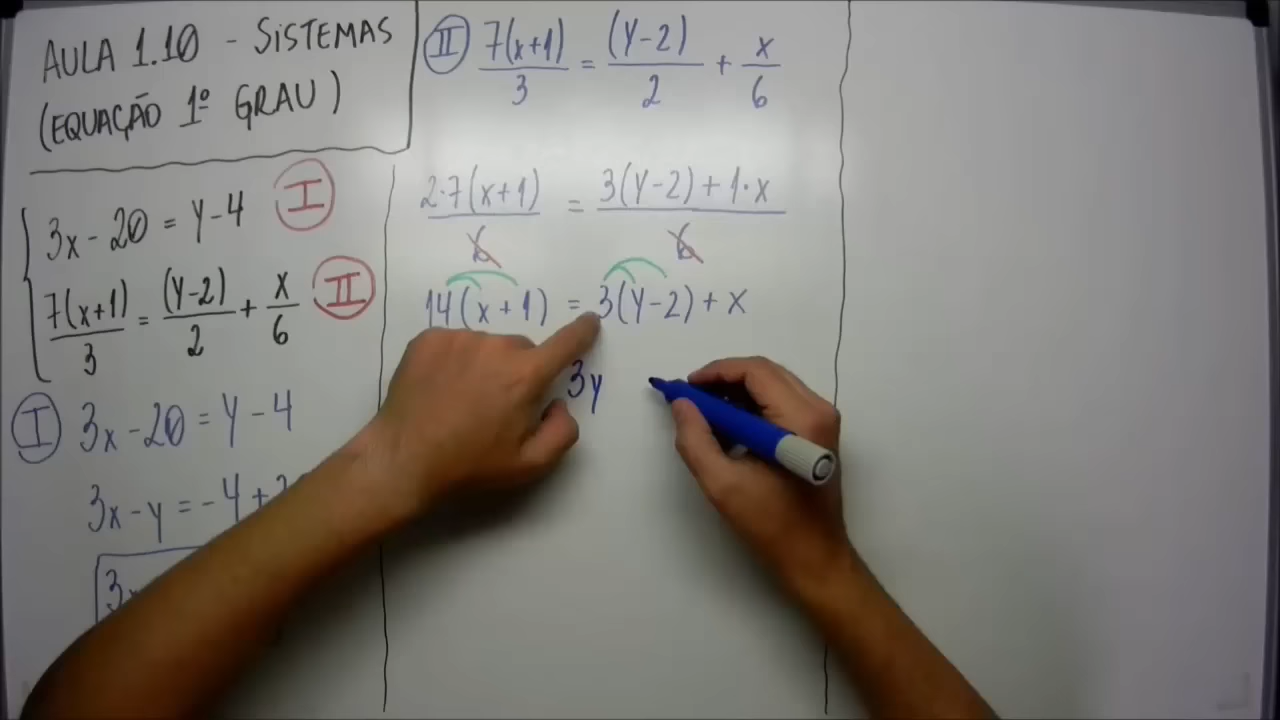 AULA 1.10 - SISTEMAS
(EQUAÇÃO 1º GRAU)
3x - 20 = y - 4 I
7(x+1)/3 = (y-2)/2 + x/6 II
I 3x - 20 = y - 4
3x - y = -4 +
3
II 7(x+1)/3 = (y-2)/2 + x/6
2·7(x+1)/6 = 3(y-2)+1·x/6
14(x+1) = 3(y-2) + x
3y